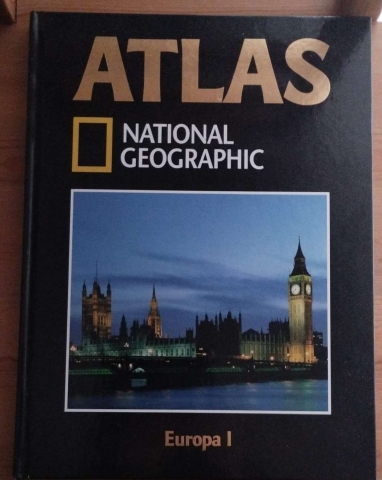 ATLAS
NATIONAL
GEOGRAPHIC
Europa I